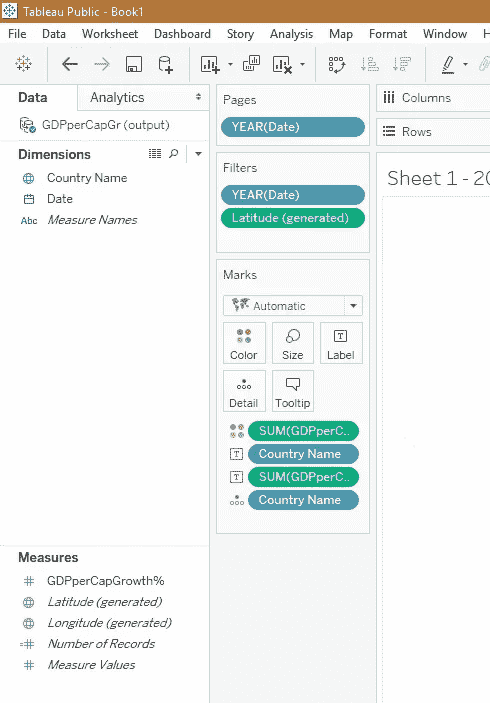 Tableau Public - Book1
File Data Worksheet Dashboard Story Analysis Map Format Window
Data Analytics
GDPperCapGr (output)
Dimensions
Country Name
Date
Abc Measure Names
Measures
GDPperCapGrowth%
Latitude (generated)
Longitude (generated)
Number of Records
Measure Values
Pages
YEAR(Date)
Filters
YEAR(Date)
Latitude (generated)
Marks
Automatic
Color Size Label
Detail Tooltip
SUM(GDPperC..
Country Name
SUM(GDPperC..
Country Name
Columns
Rows
Sheet 1 - 20